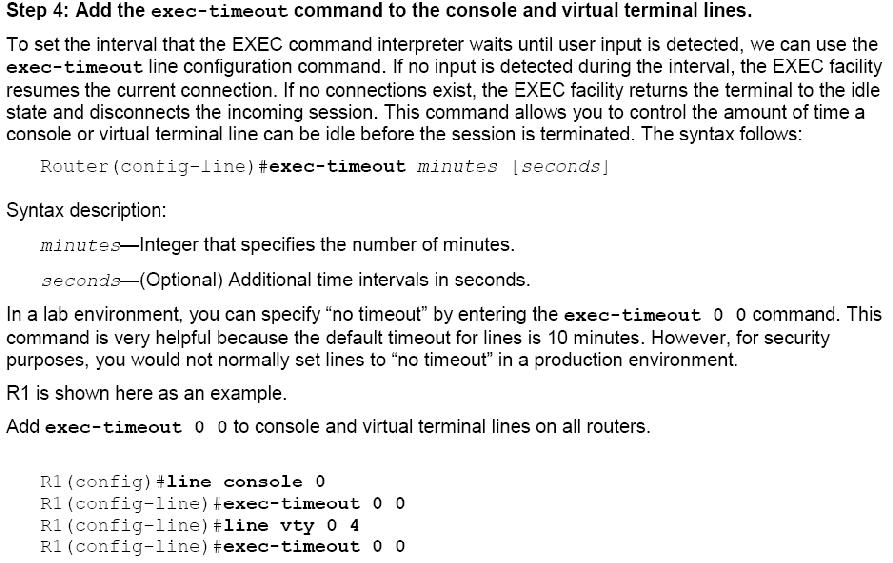 Step 4: Add the exec-timeout command to the console and virtual terminal lines.
To set the interval that the EXEC command interpreter waits until user input is detected, we can use the
exec-timeout line configuration command. If no input is detected during the interval, the EXEC facility
resumes the current connection. If no connections exist, the EXEC facility returns the terminal to the idle
state and disconnects the incoming session. This command allows you to control the amount of time a
console or virtual terminal line can be idle before the session is terminated. The syntax follows:
Router(config-line)#exec-timeout minutes [seconds]
Syntax description:
minutes—Integer that specifies the number of minutes.
seconds—(Optional) Additional time intervals in seconds.
In a lab environment, you can specify “no timeout” by entering the exec-timeout 0 0 command. This
command is very helpful because the default timeout for lines is 10 minutes. However, for security
purposes, you would not normally set lines to “no timeout” in a production environment.
R1 is shown here as an example.
Add exec-timeout 0 0 to console and virtual terminal lines on all routers.
R1(config)#line console 0
R1(config-line)#exec-timeout 0 0
R1(config-line)#line vty 0 4
R1(config-line)#exec-timeout 0 0